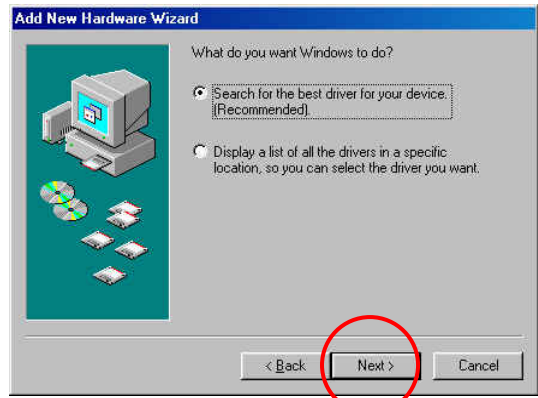 Add New Hardware Wizard
What do you want Windows to do?
Search for the best driver for your device.
(Recommended).
Display a list of all the drivers in a specific
location, so you can select the driver you want.
< Back
Next >
Cancel